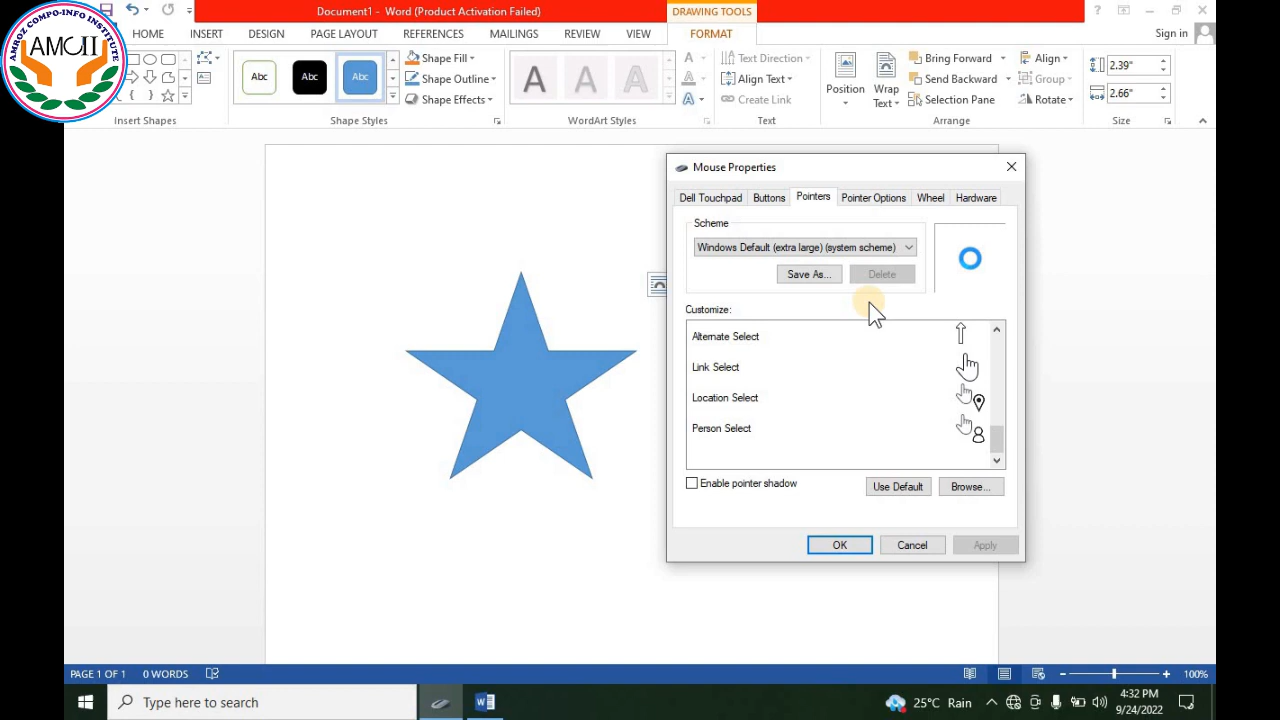 Document1 - Word (Product Activation Failed)
DRAWING TOOLS
AMROZ COMPO-INFO INSTITUTE
AMCII
HOME INSERT DESIGN PAGE LAYOUT REFERENCES MAILINGS REVIEW VIEW FORMAT Sign in
Abc Abc Abc
Shape Fill
Shape Outline
Shape Effects
A A A
Text Direction
Align Text
Create Link
Position
Wrap Text
Bring Forward
Send Backward
Selection Pane
Align
Group
Rotate
2.39"
2.66"
Insert Shapes Shape Styles WordArt Styles Text Arrange Size
Mouse Properties
Dell Touchpad Buttons Pointers Pointer Options Wheel Hardware
Scheme
Windows Default (extra large) (system scheme)
Save As... Delete
Customize:
Alternate Select
Link Select
Location Select
Person Select
Enable pointer shadow
Use Default Browse...
OK Cancel Apply
PAGE 1 OF 1 0 WORDS 100%
Type here to search
25°C Rain
4:32 PM
9/24/2022